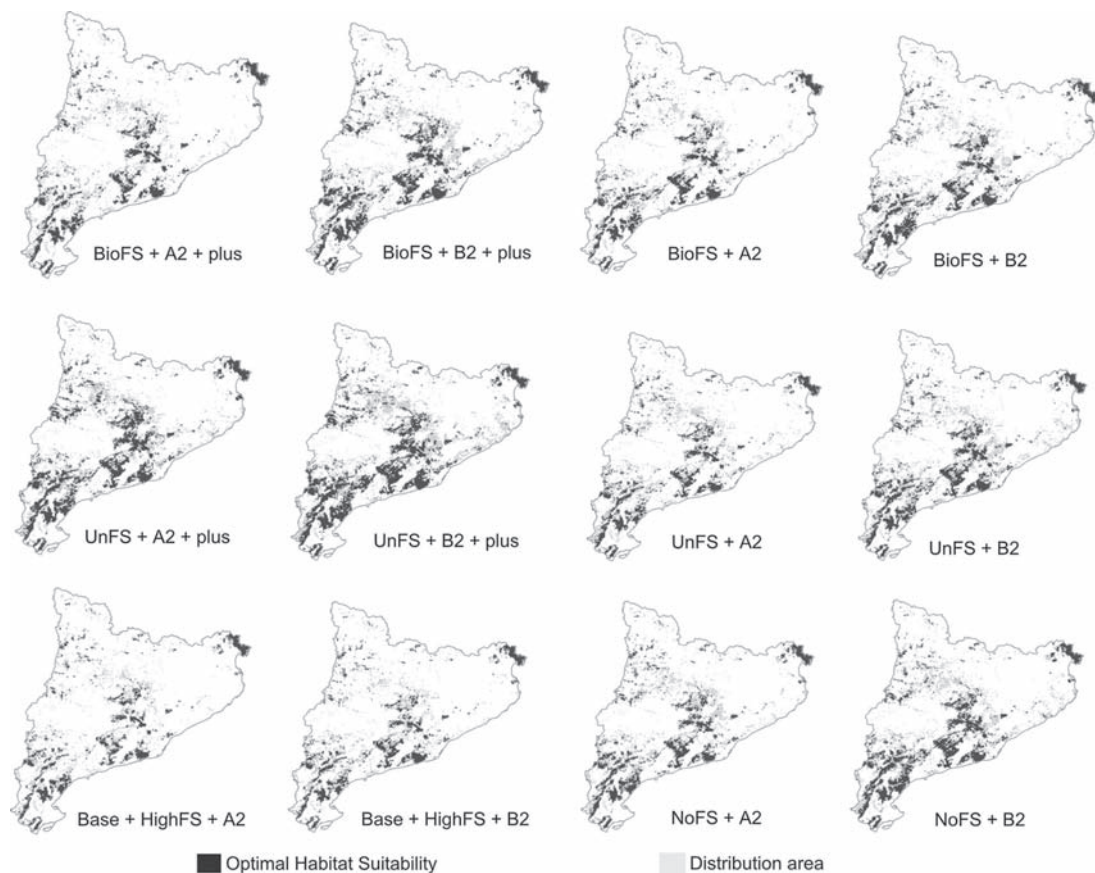 BioFS + A2 + plus
BioFS + B2 + plus
BioFS + A2
BioFS + B2
UnFS + A2 + plus
UnFS + B2 + plus
UnFS + A2
UnFS + B2
Base + HighFS + A2
Base + HighFS + B2
NoFS + A2
NoFS + B2
Optimal Habitat Suitability
Distribution area